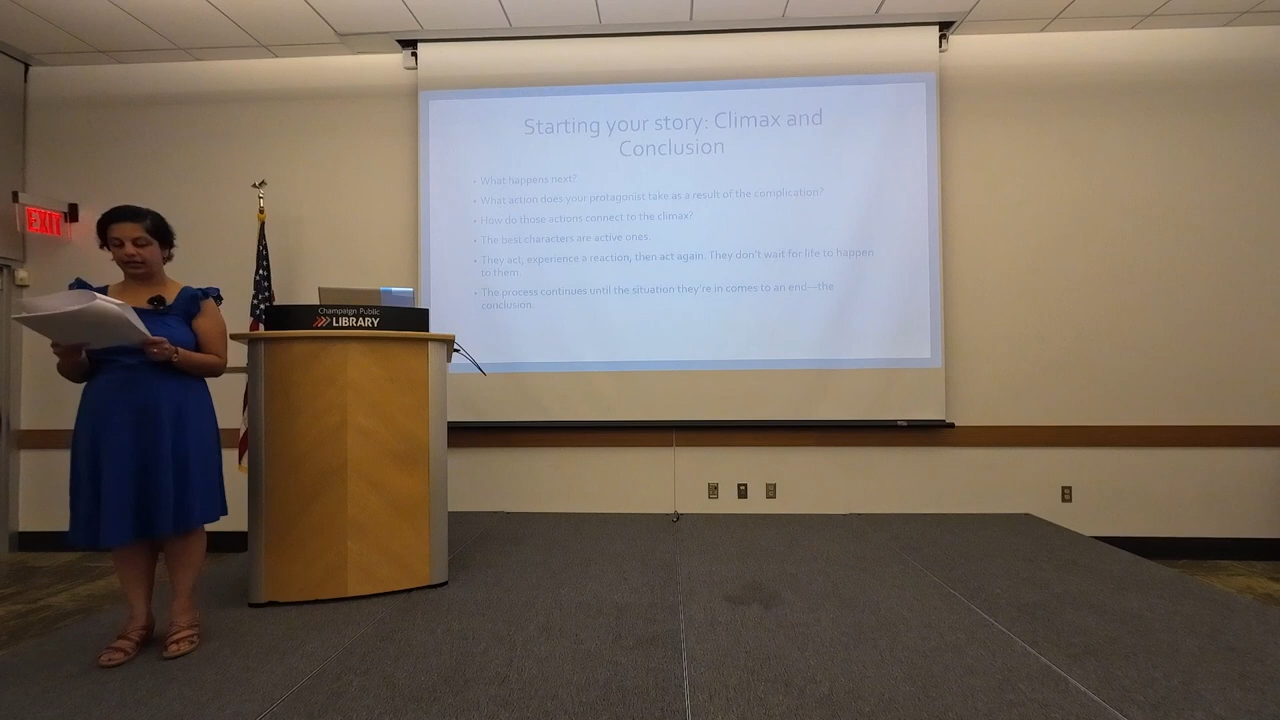 Starting your story: Climax and
Conclusion
• What happens next?
• What action does your protagonist take as a result of the complication?
• How do those actions connect to the climax?
• The best characters are active ones.
• They act, experience a reaction, then act again. They don't wait for life to happen
to them.
• The process continues until the situation they're in comes to an end—the
conclusion.
EXIT
Champaign Public
LIBRARY